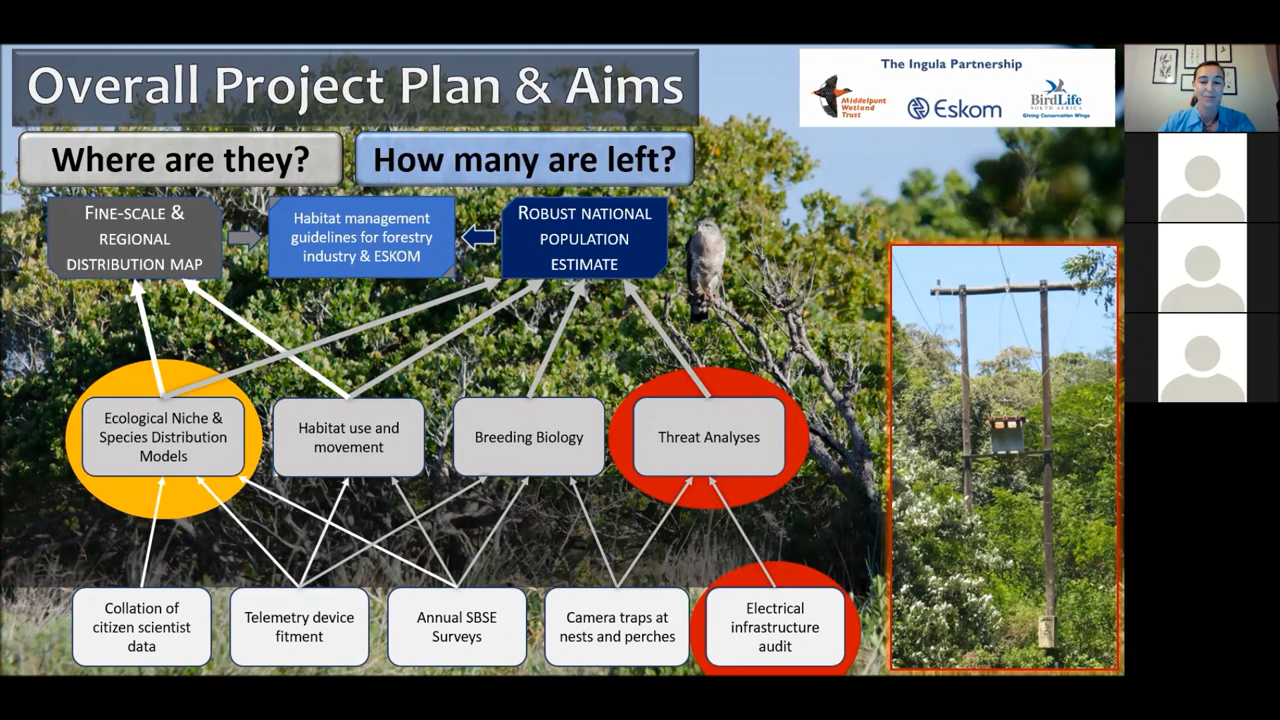 Overall Project Plan & Aims
The Ingula Partnership
Middelpunt
Wetland
Trust
Eskom
BirdLife
SOUTH AFRICA
Giving Conservation Wings
Where are they?
How many are left?
FINE-SCALE &
REGIONAL
DISTRIBUTION MAP
Habitat management
guidelines for forestry
industry & ESKOM
ROBUST NATIONAL
POPULATION
ESTIMATE
Ecological Niche &
Species Distribution
Models
Habitat use and
movement
Breeding Biology
Threat Analyses
Collation of
citizen scientist
data
Telemetry device
fitment
Annual SBSE
Surveys
Camera traps at
nests and perches
Electrical
infrastructure
audit